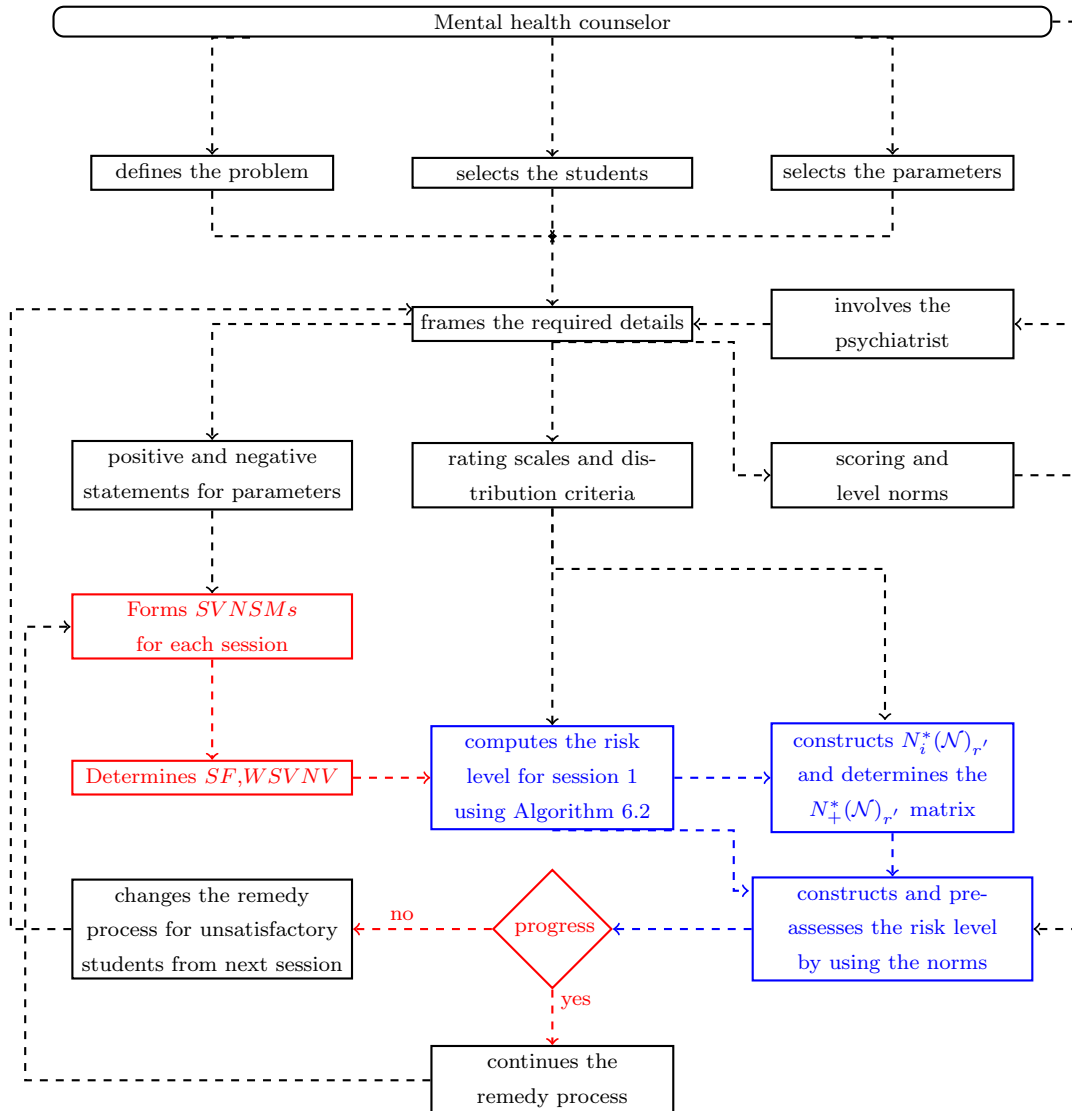 Mental health counselor
defines the problem
selects the students
selects the parameters
frames the required details
involves the
psychiatrist
positive and negative
statements for parameters
rating scales and dis-
tribution criteria
scoring and
level norms
Forms SVNSMs
for each session
Determines SF,WSVNV
computes the risk
level for session 1
using Algorithm 6.2
constructs N_i^*(𝒩)_{r′}
and determines the
N_+^*(𝒩)_{r′} matrix
changes the remedy
process for unsatisfactory
students from next session
no
progress
yes
constructs and pre-
assesses the risk level
by using the norms
continues the
remedy process